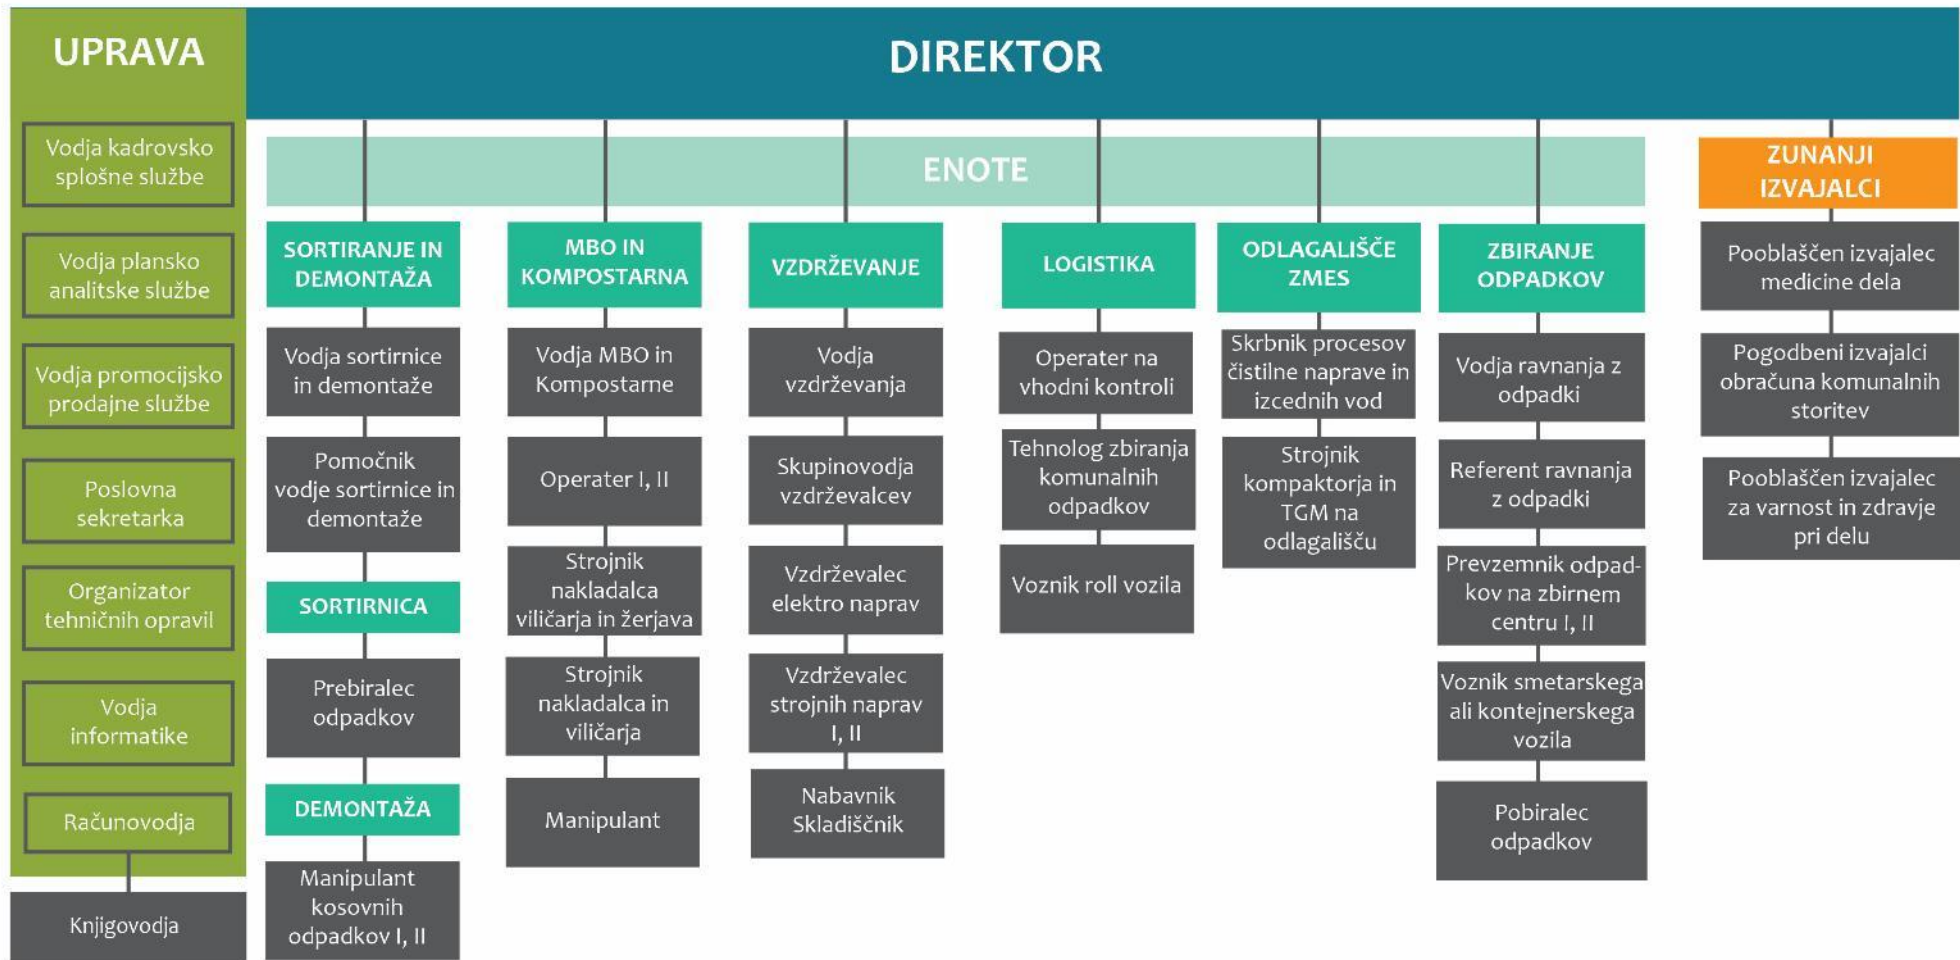 UPRAVA
DIREKTOR
Vodja kadrovsko
splošne službe
Vodja plansko
analitske službe
Vodja promocijsko
prodajne službe
Poslovna
sekretarka
Organizator
tehničnih opravil
Vodja
informatike
Računovodja
Knjigovodja
ENOTE
SORTIRANJE IN
DEMONTAŽA
Vodja sortirnice
in demontaže
Pomočnik
vodje sortirnice in
demontaže
SORTIRNICA
Prebiralec
odpadkov
DEMONTAŽA
Manipulant
kosovnih
odpadkov I, II
MBO IN
KOMPOSTARNA
Vodja MBO in
Kompostarne
Operater I, II
Strojnik
nakladalca
viličarja in žerjava
Strojnik
nakladalca in
viličarja
Manipulant
VZDRŽEVANJE
Vodja
vzdrževanja
Skupinovodja
vzdrževalcev
Vzdrževalec
elektro naprav
Vzdrževalec
strojnih naprav
I, II
Nabavnik
Skladiščnik
LOGISTIKA
Operater na
vhodni kontroli
Tehnolog zbiranja
komunalnih
odpadkov
Voznik roll vozila
ODLAGALIŠČE
ZMES
Skrbnik procesov
čistilne naprave in
izcednih vod
Strojnik
kompaktorja in
TGM na
odlagališču
ZBIRANJE
ODPADKOV
Vodja ravnanja z
odpadki
Referent ravnanja
z odpadki
Prevzemnik odpad-
kov na zbirnem
centru I, II
Voznik smetarskega
ali kontejnerskega
vozila
Pobiralec
odpadkov
ZUNANJI
IZVAJALCI
Pooblaščen izvajalec
medicine dela
Pogodbeni izvajalci
obračuna komunalnih
storitev
Pooblaščen izvajalec
za varnost in zdravje
pri delu